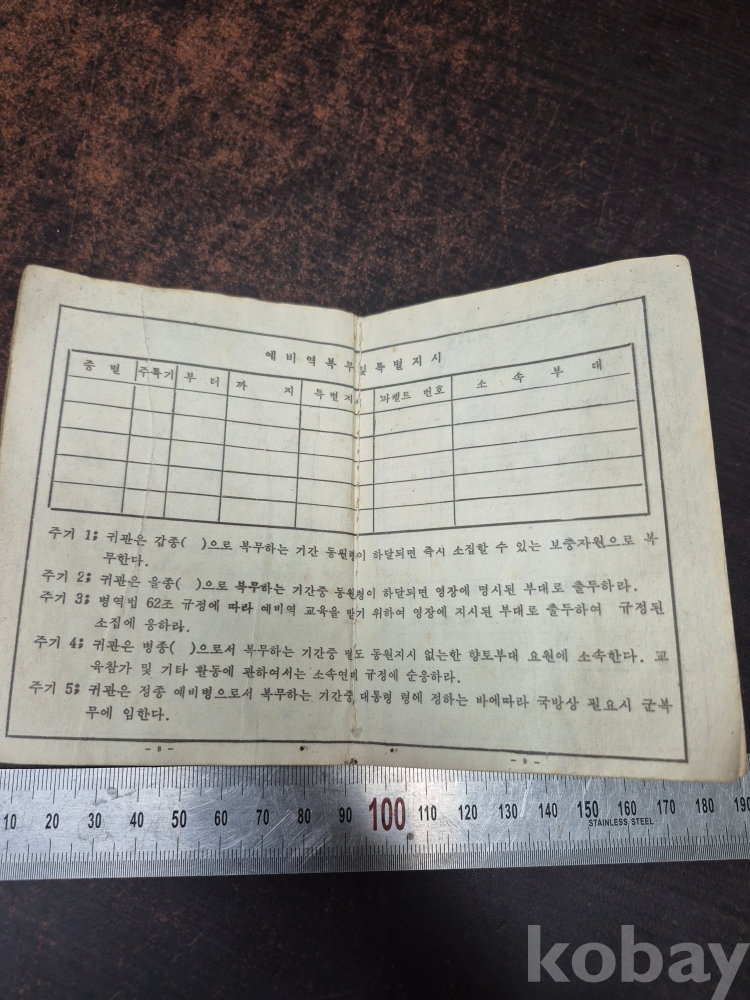 예비역복무 및 특별지시
종별 주특기 부터 까지 특별지시 파켙트 번호 소속부대
주기 1; 귀관은 갑종( )으로 복무하는 기간 동원령이 하달되면 즉시 소집할 수 있는 보충자원으로 복
무한다.
주기 2; 귀관은 을종( )으로 복무하는 기간중 동원령이 하달되면 영장에 명시된 부대로 출두하라.
주기 3; 병역법 62조 규정에 따라 예비역 교육을 받기 위하여 영장에 지시된 부대로 출두하여 규정된
소집에 응하라.
주기 4; 귀관은 병종( )으로서 복무하는 기간중 별도 동원지시 없는한 향토부대 요원에 소속한다. 교
육참가 및 기타 활동에 관하여서는 소속연대 규정에 순응하라.
주기 5; 귀관은 정종 예비병으로서 복무하는 기간중 대통령 령에 정하는 바에따라 국방상 필요시 군복
무에 임한다.
- 8 - - 9 -
10 20 30 40 50 60 70 80 90 100 110 120 130 140 150 160 170 180 190
STAINLESS STEEL
kobay